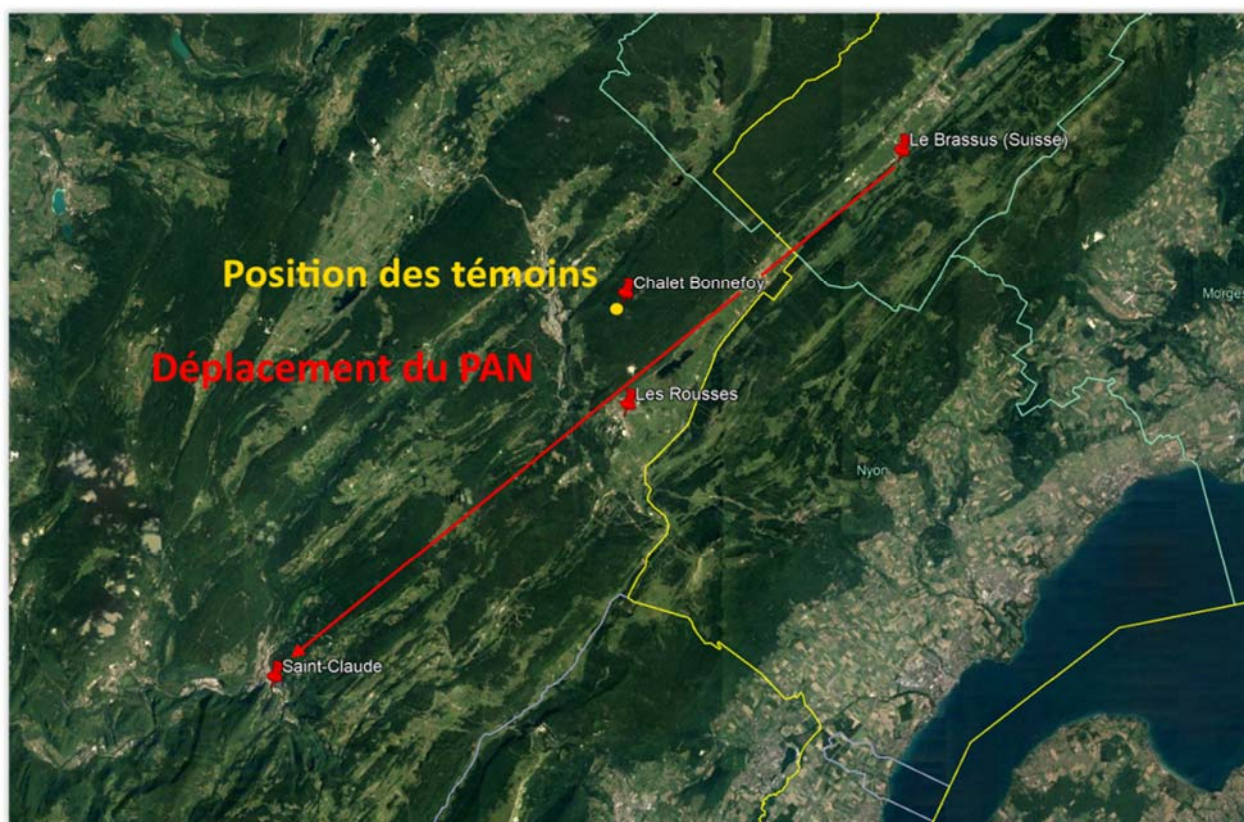 Le Brassus (Suisse)
Position des témoins
Chalet Bonnefoy
Morges
Déplacement du PAN
Les Rousses
Nyon
Saint-Claude